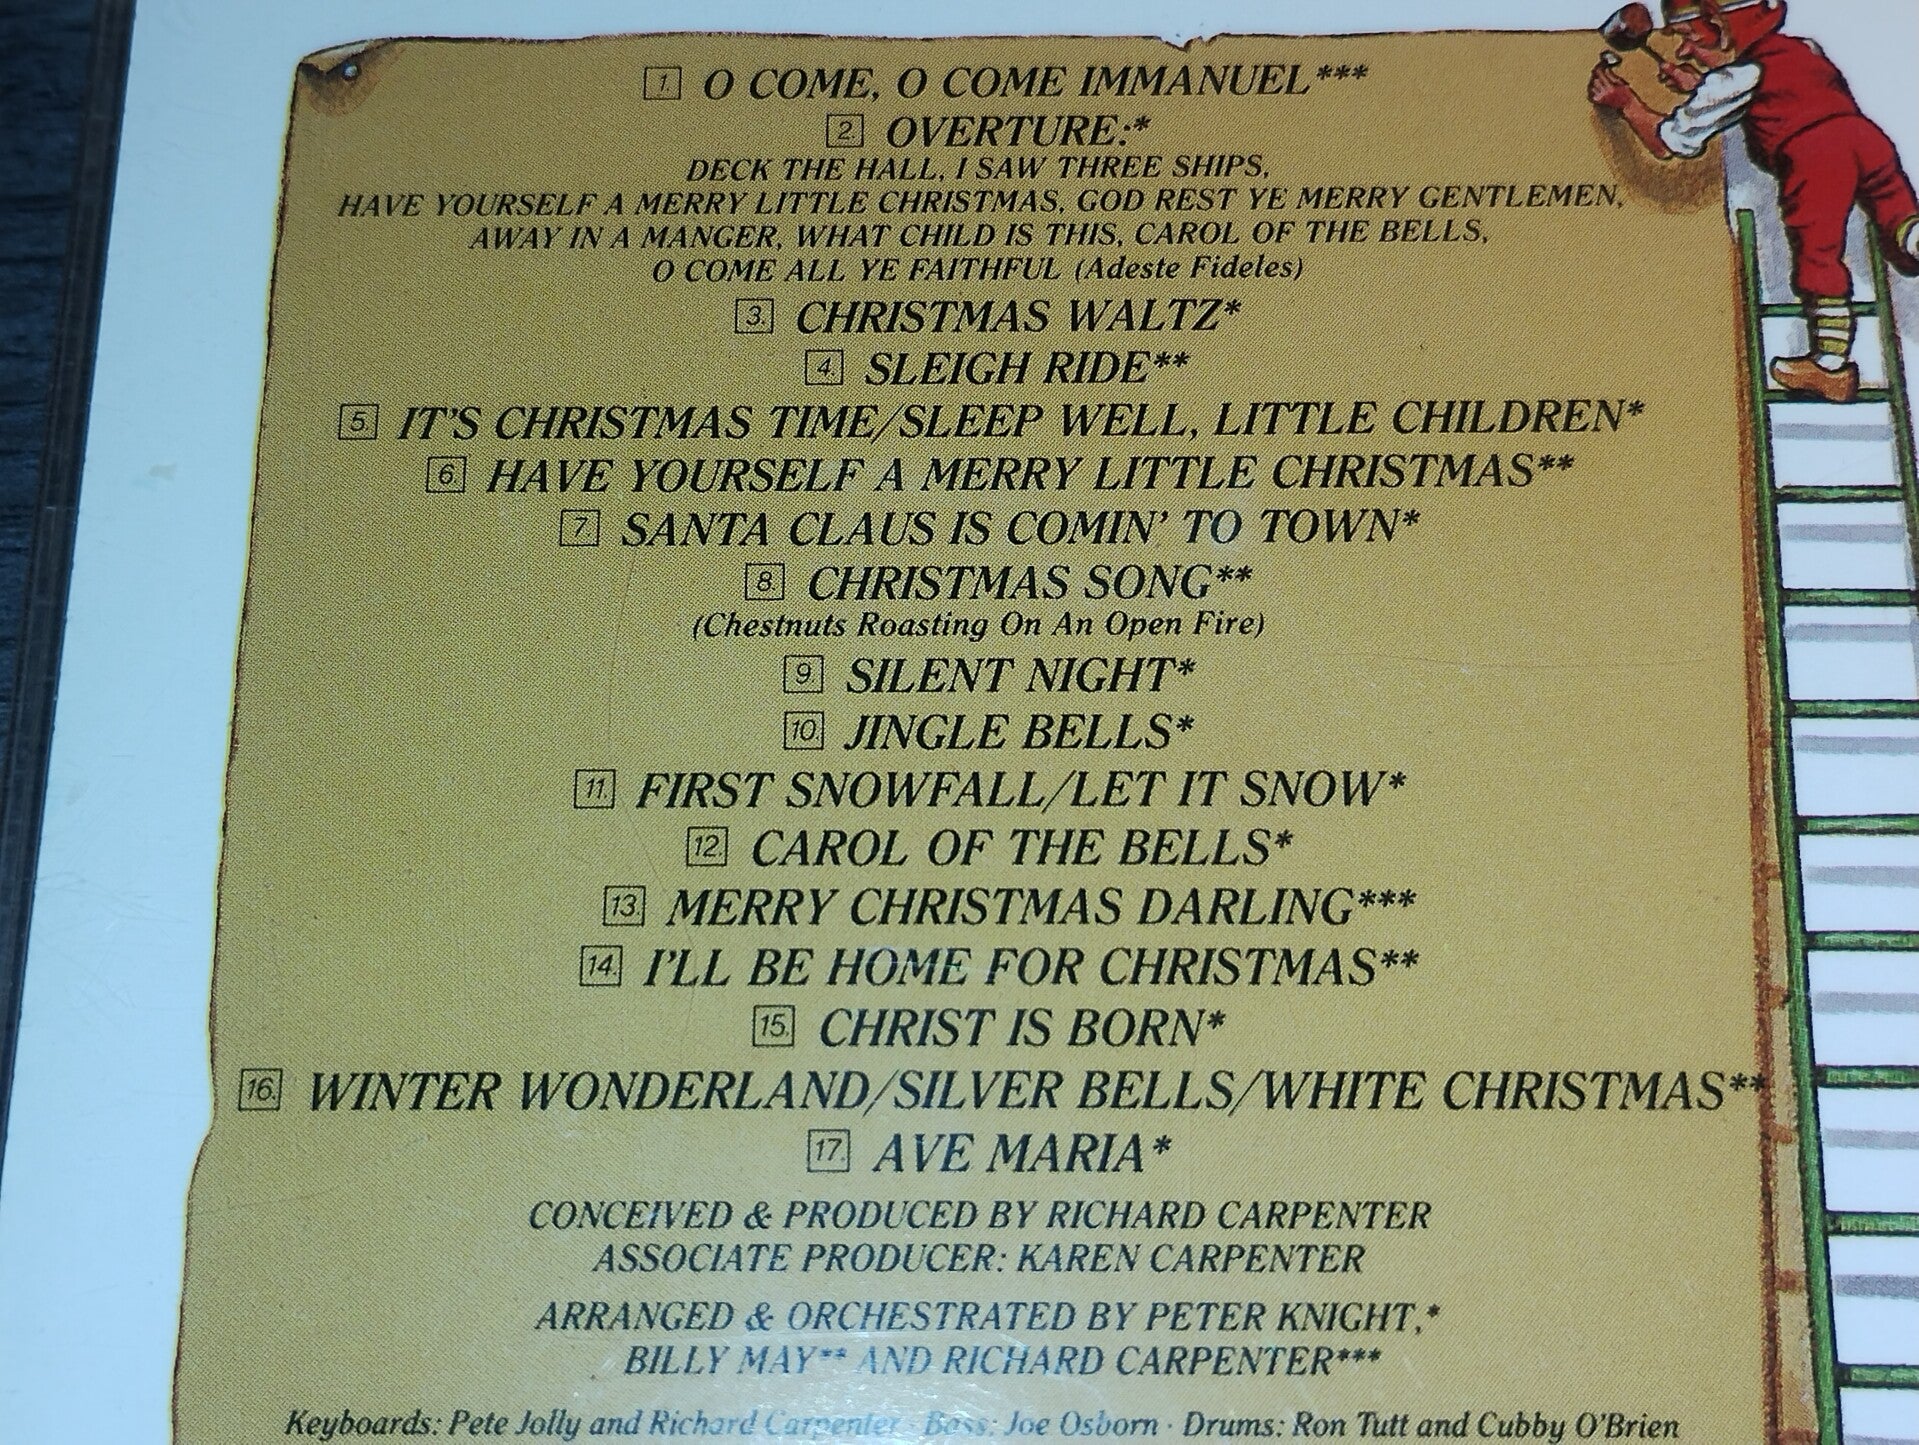 1. O COME, O COME IMMANUEL***
2. OVERTURE:*
DECK THE HALL, I SAW THREE SHIPS,
HAVE YOURSELF A MERRY LITTLE CHRISTMAS, GOD REST YE MERRY GENTLEMEN,
AWAY IN A MANGER, WHAT CHILD IS THIS, CAROL OF THE BELLS,
O COME ALL YE FAITHFUL (Adeste Fideles)
3. CHRISTMAS WALTZ*
4. SLEIGH RIDE**
5. IT'S CHRISTMAS TIME/SLEEP WELL, LITTLE CHILDREN*
6. HAVE YOURSELF A MERRY LITTLE CHRISTMAS**
7. SANTA CLAUS IS COMIN' TO TOWN*
8. CHRISTMAS SONG**
(Chestnuts Roasting On An Open Fire)
9. SILENT NIGHT*
10. JINGLE BELLS*
11. FIRST SNOWFALL/LET IT SNOW*
12. CAROL OF THE BELLS*
13. MERRY CHRISTMAS DARLING***
14. I'LL BE HOME FOR CHRISTMAS**
15. CHRIST IS BORN*
16. WINTER WONDERLAND/SILVER BELLS/WHITE CHRISTMAS**
17. AVE MARIA*
CONCEIVED & PRODUCED BY RICHARD CARPENTER
ASSOCIATE PRODUCER: KAREN CARPENTER
ARRANGED & ORCHESTRATED BY PETER KNIGHT,*
BILLY MAY** AND RICHARD CARPENTER***
Keyboards: Pete Jolly and Richard Carpenter · Bass: Joe Osborn · Drums: Ron Tutt and Cubby O'Brien